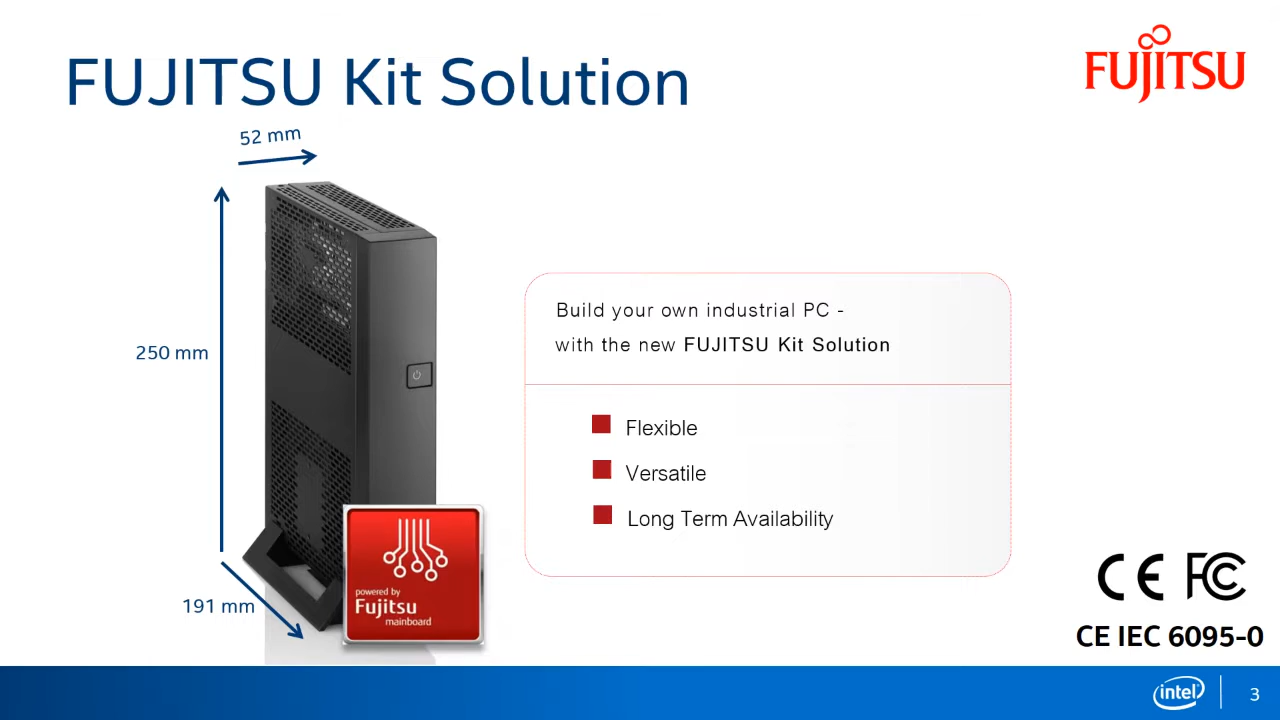 FUJITSU Kit Solution
FUJITSU
52 mm
250 mm
191 mm
Build your own industrial PC -
with the new FUJITSU Kit Solution
Flexible
Versatile
Long Term Availability
powered by
Fujitsu
mainboard
CE FC
CE IEC 6095-0
intel
3